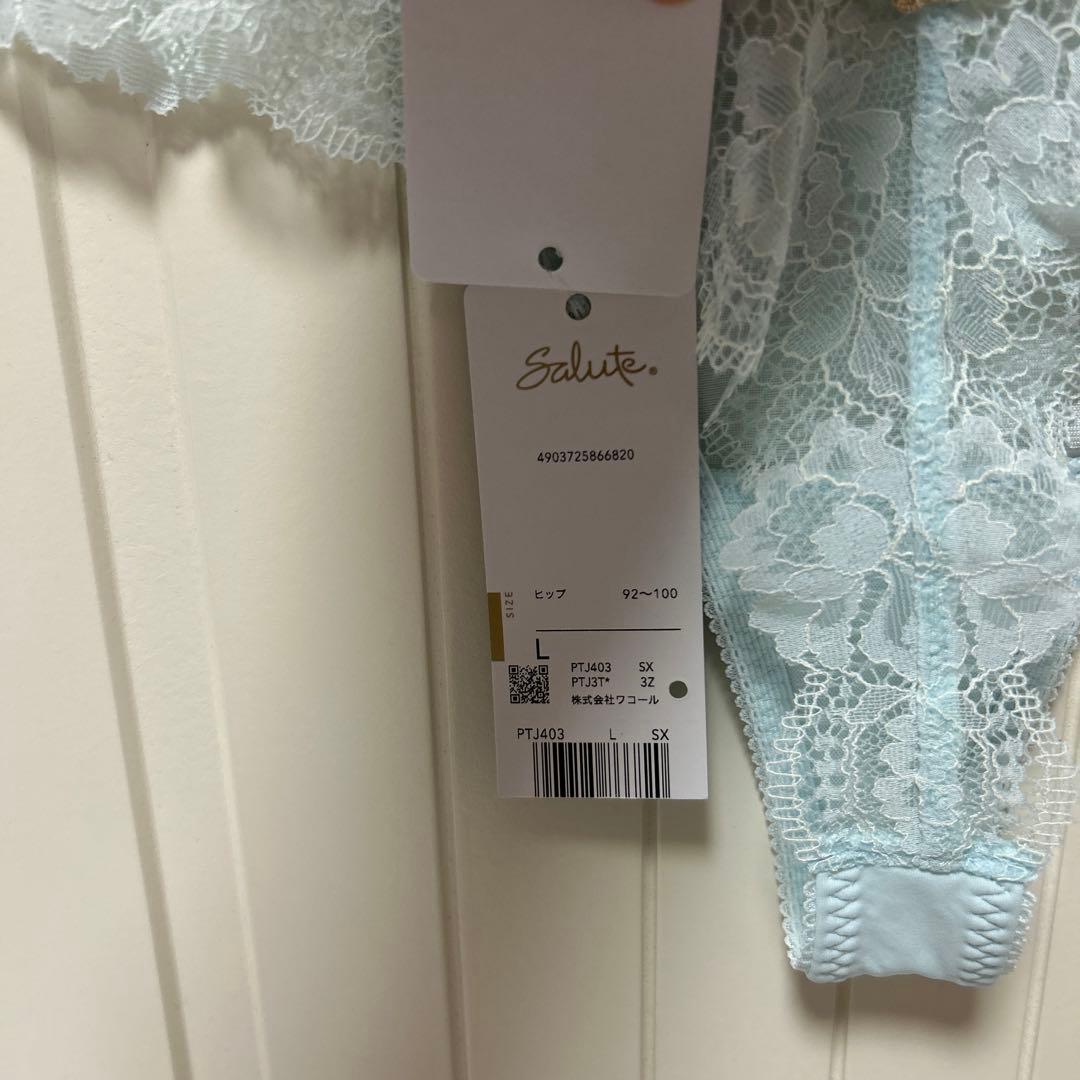 Salute®
4903725866820
SIZE
ヒップ 92～100
L
PTJ403 SX
PTJ3T* 3Z
株式会社ワコール
PTJ403 L SX